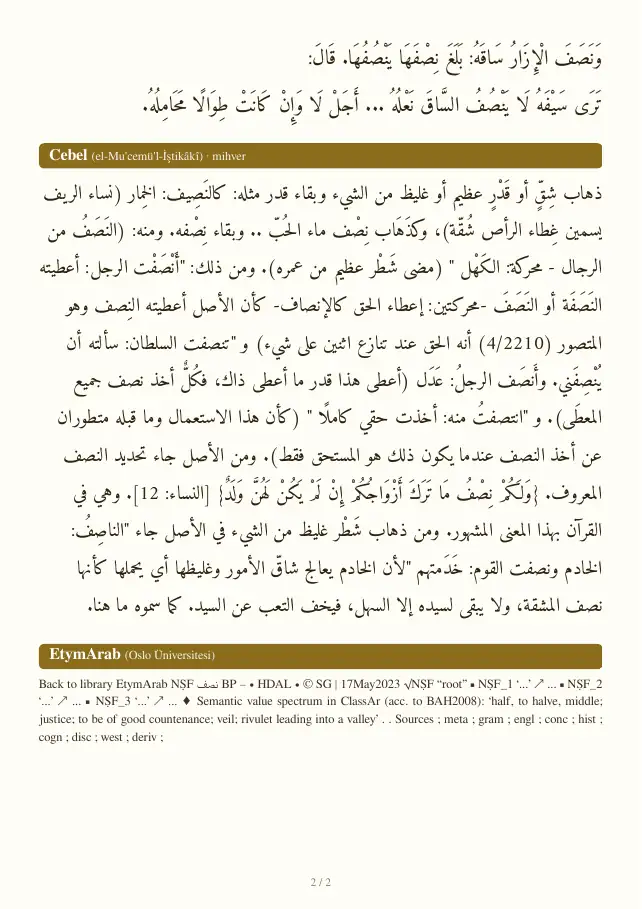 وَنَصَفَ الْإِزَارُ سَاقَهُ: بَلَغَ نِصْفَهَا يَنْصُفُهَا. قَالَ:
تَرَى سَيْفَهُ لَا يَنْصُفُ السَّاقَ نَعْلُهُ ... أَجَلْ لَا وَإِنْ كَانَتْ طِوَالًا مَحَامِلُهُ.
Cebel (el-Mu'cemü'l-İştikâkî) · mihver
ذهاب شِقٍّ أو قَدْرٍ عظيم أو غليظ من الشيء وبقاء قدر مثله: كالنَصِيف: الخِمار (نساء الريف
يسمين غِطاء الرأص شُقّة)، وكذَهَاب نِصْف ماء الحُبّ .. وبقاء نِصْفه. ومنه: (النَصَفُ من
الرجال - محركة: الكَهْل " (مضى شَطْر عظيم من عمره). ومن ذلك: "أَنْصَفْت الرجل: أعطيته
النَصَفَة أو النَصَفَ -محركتين: إعطاء الحق كالإنصاف- كأن الأصل أعطيته النِصف وهو
المتصور (4/2210) أنه الحق عند تنازع اثنين على شيء) و "تنصفت السلطان: سألته أن
يُنْصِفَني. وأَنصَف الرجلُ: عَدَل (أعطى هذا قدر ما أعطى ذاك، فكُلٌّ أخذ نصف جميع
المعطَى). و "انتصفتُ منه: أخذت حقي كاملًا " (كأن هذا الاستعمال وما قبله متطوران
عن أخذ النصف عندما يكون ذلك هو المستحق فقط). ومن الأصل جاء تحديد النصف
المعروف. {وَلَكُمْ نِصْفُ مَا تَرَكَ أَزْوَاجُكُمْ إِنْ لَمْ يَكُنْ لَهُنَّ وَلَدٌ} [النساء: 12]. وهي في
القرآن بهذا المعنى المشهور. ومن ذهاب شَطْر غليظ من الشيء في الأصل جاء "الناصِفُ:
الخادم ونصفت القوم: خَدَمتهم "لأن الخادم يعالج شاقّ الأمور وغليظها أي يحملها كأنها
نصف المشقة، ولا يبقى لسيده إلا السهل، فيخف التعب عن السيد. كما سموه ما هنا.
EtymArab (Oslo Üniversitesi)
Back to library EtymArab NṢF نصف BP – • HDAL • © SG | 17May2023 √NṢF “root” ▪ NṢF_1 ‘...’ ↗ ... ▪ NṢF_2
‘...’ ↗ ... ▪ NṢF_3 ‘...’ ↗ ... ♦ Semantic value spectrum in ClassAr (acc. to BAH2008): ‘half, to halve, middle;
justice; to be of good countenance; veil; rivulet leading into a valley’ . . Sources ; meta ; gram ; engl ; conc ; hist ;
cogn ; disc ; west ; deriv ;
2 / 2